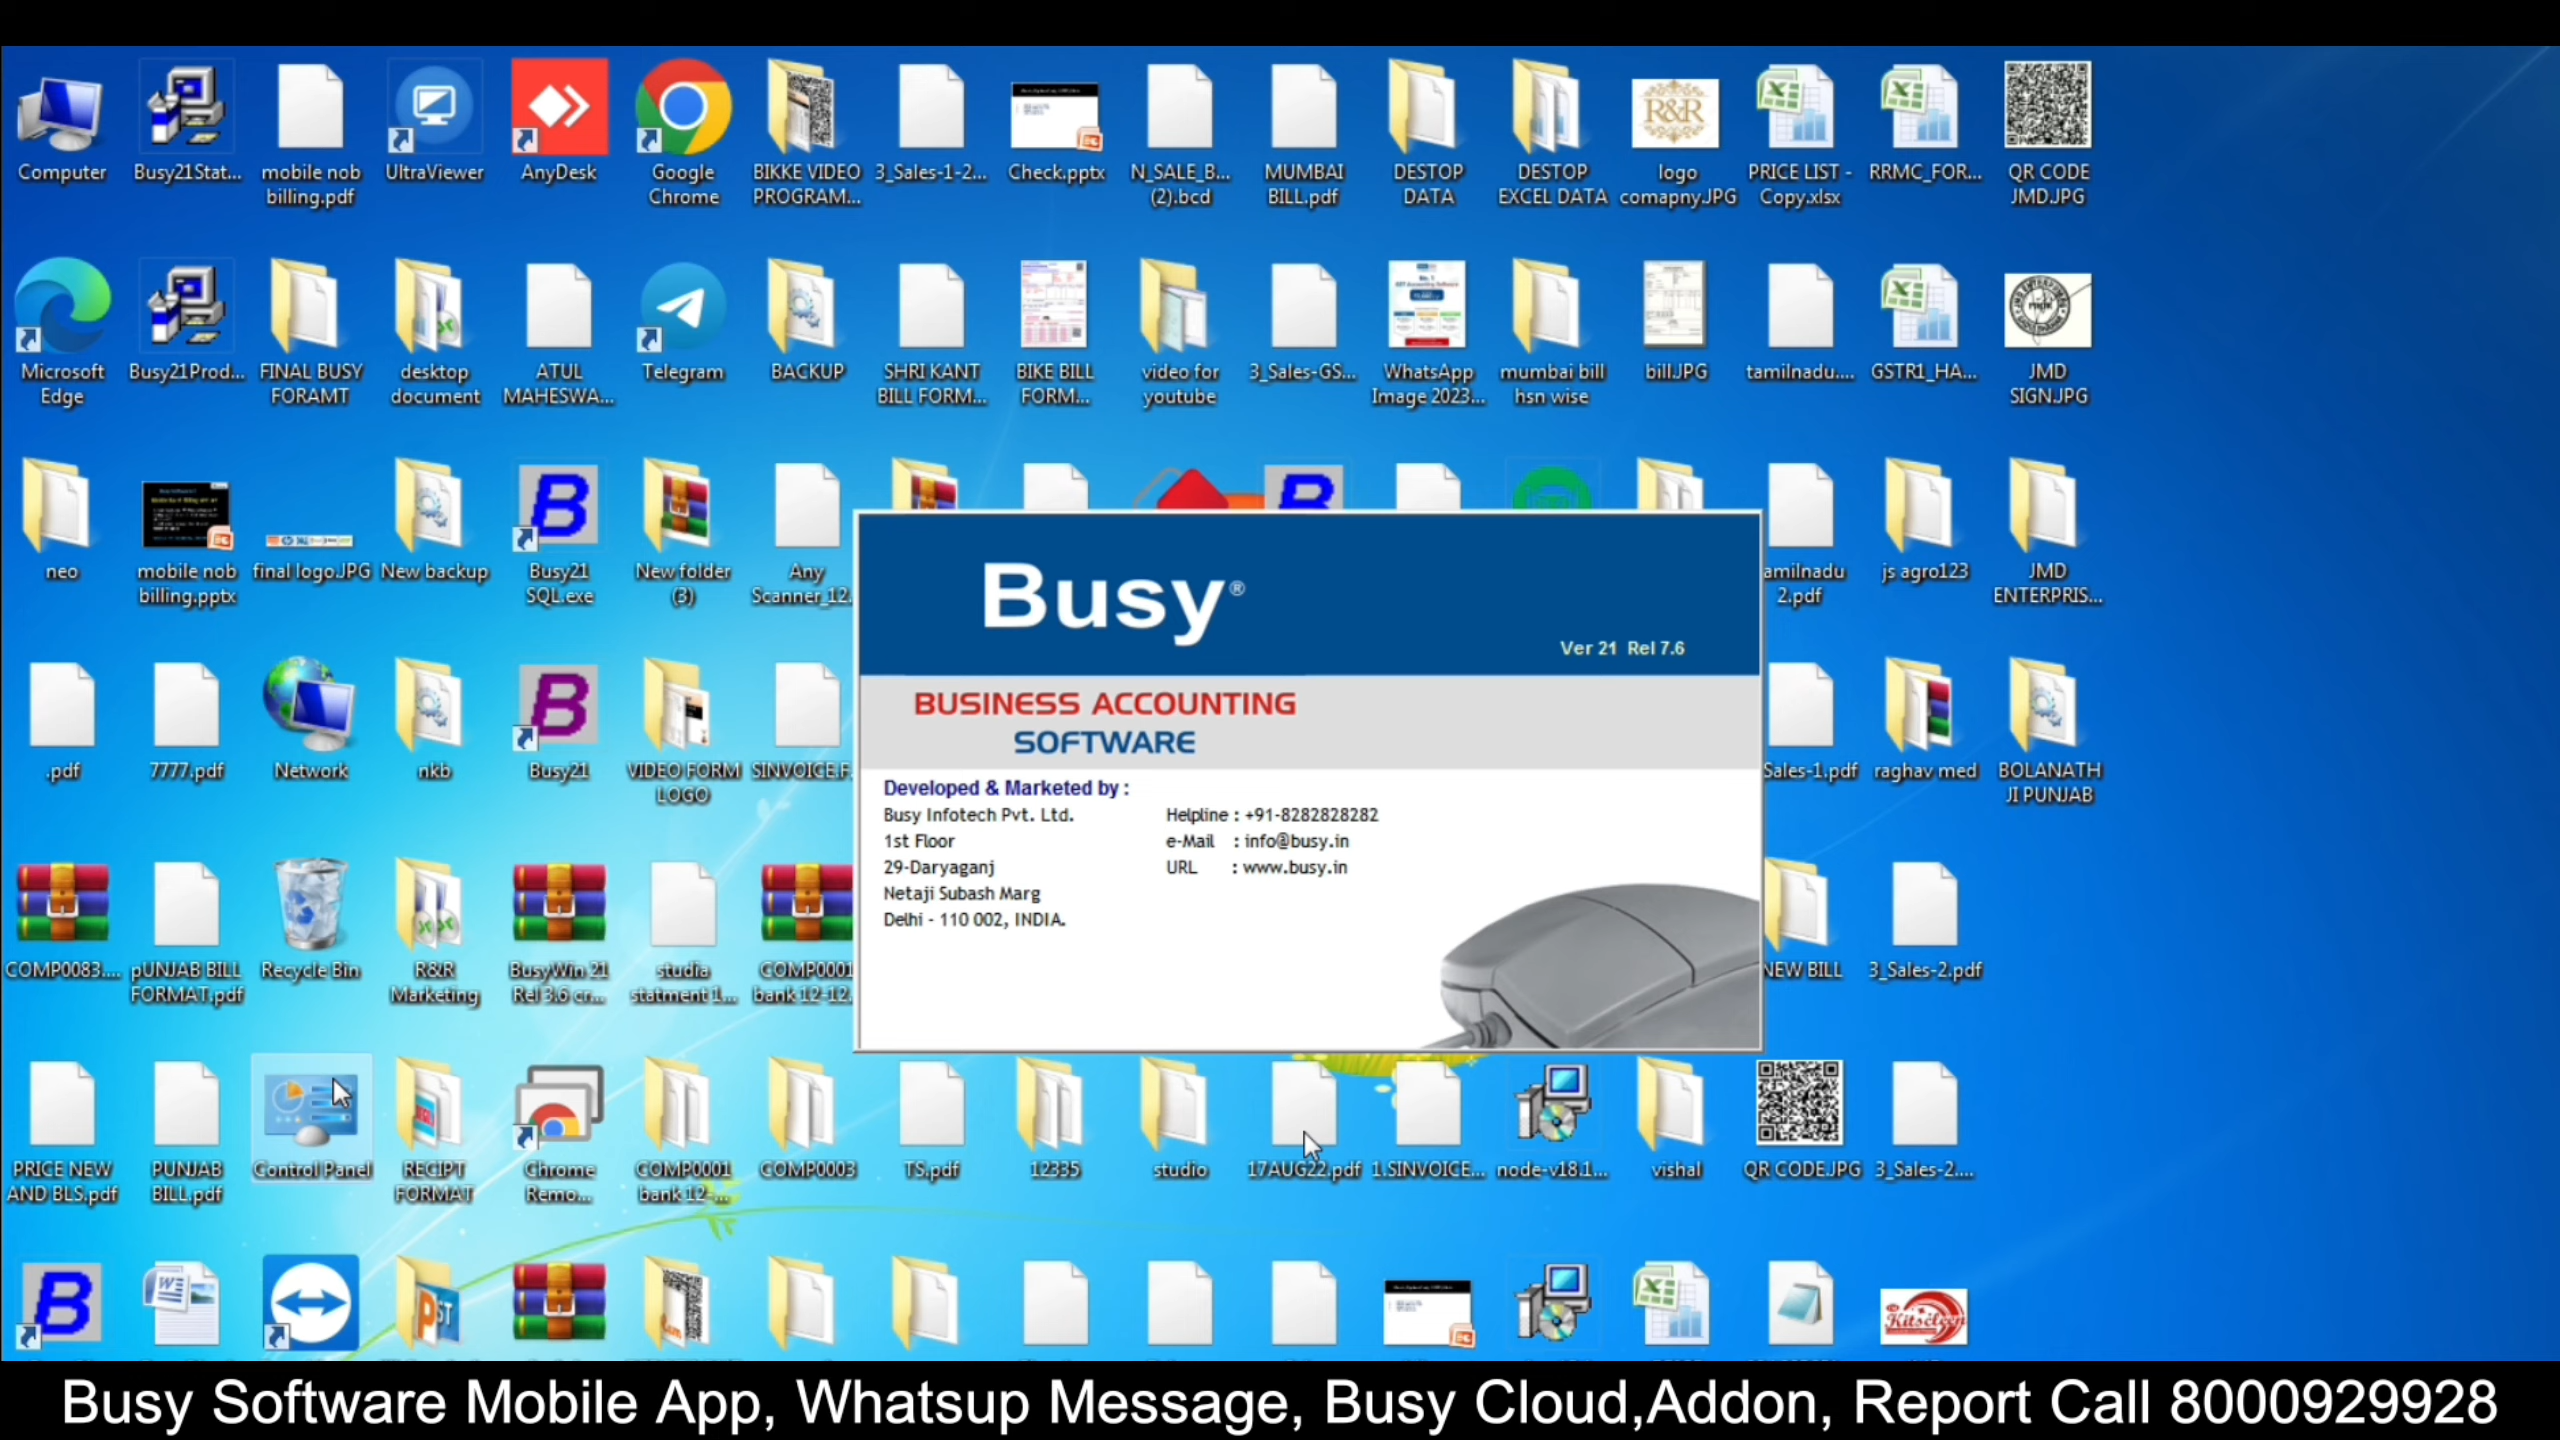 Computer
Busy21Stat...
mobile nob
billing.pdf
UltraViewer
AnyDesk
Google
Chrome
BIKKE VIDEO
PROGRAM...
3_Sales-1-2...
Check.pptx
N_SALE_B...
(2).bcd
MUMBAI
BILL.pdf
DESTOP
DATA
DESTOP
EXCEL DATA
R&R
logo
comapny.JPG
PRICE LIST -
Copy.xlsx
RRMC_FOR...
QR CODE
JMD.JPG
Microsoft
Edge
Busy21Prod...
FINAL BUSY
FORAMT
desktop
document
ATUL
MAHESWA...
Telegram
BACKUP
SHRI KANT
BILL FORM...
BIKE BILL
FORM...
video for
youtube
3_Sales-GS...
WhatsApp
Image 2023...
mumbai bill
hsn wise
bill.JPG
tamilnadu....
GSTR1_HA...
JMD
SIGN.JPG
neo
mobile nob
billing.pptx
final logo.JPG
New backup
Busy21
SQL.exe
New folder
(3)
Any
Scanner_12.
amilnadu
2.pdf
js agro123
JMD
ENTERPRIS...
Busy®
Ver 21 Rel 7.6
BUSINESS ACCOUNTING
SOFTWARE
Developed & Marketed by :
Busy Infotech Pvt. Ltd.
1st Floor
29-Daryaganj
Netaji Subash Marg
Delhi - 110 002, INDIA.
Helpline : +91-8282828282
e-Mail : info@busy.in
URL : www.busy.in
.pdf
7777.pdf
Network
nkb
Busy21
VIDEO FORM
LOGO
SINVOICE.F.
Sales-1.pdf
raghav med
BOLANATH
JI PUNJAB
COMP0083....
pUNJAB BILL
FORMAT.pdf
Recycle Bin
R&R
Marketing
BusyWin 21
Rel 3.6 cr...
studia
statment 1...
COMP0001
bank 12-12.
NEW BILL
3_Sales-2.pdf
PRICE NEW
AND BLS.pdf
PUNJAB
BILL.pdf
Control Panel
RECIPT
FORMAT
Chrome
Remo...
COMP0001
bank 12-...
COMP0003
TS.pdf
12335
studio
17AUG22.pdf
1.SINVOICE...
node-v18.1...
vishal
QR CODE.JPG
3_Sales-2....
Kitsclean
Busy Software Mobile App, Whatsup Message, Busy Cloud,Addon, Report Call 8000929928